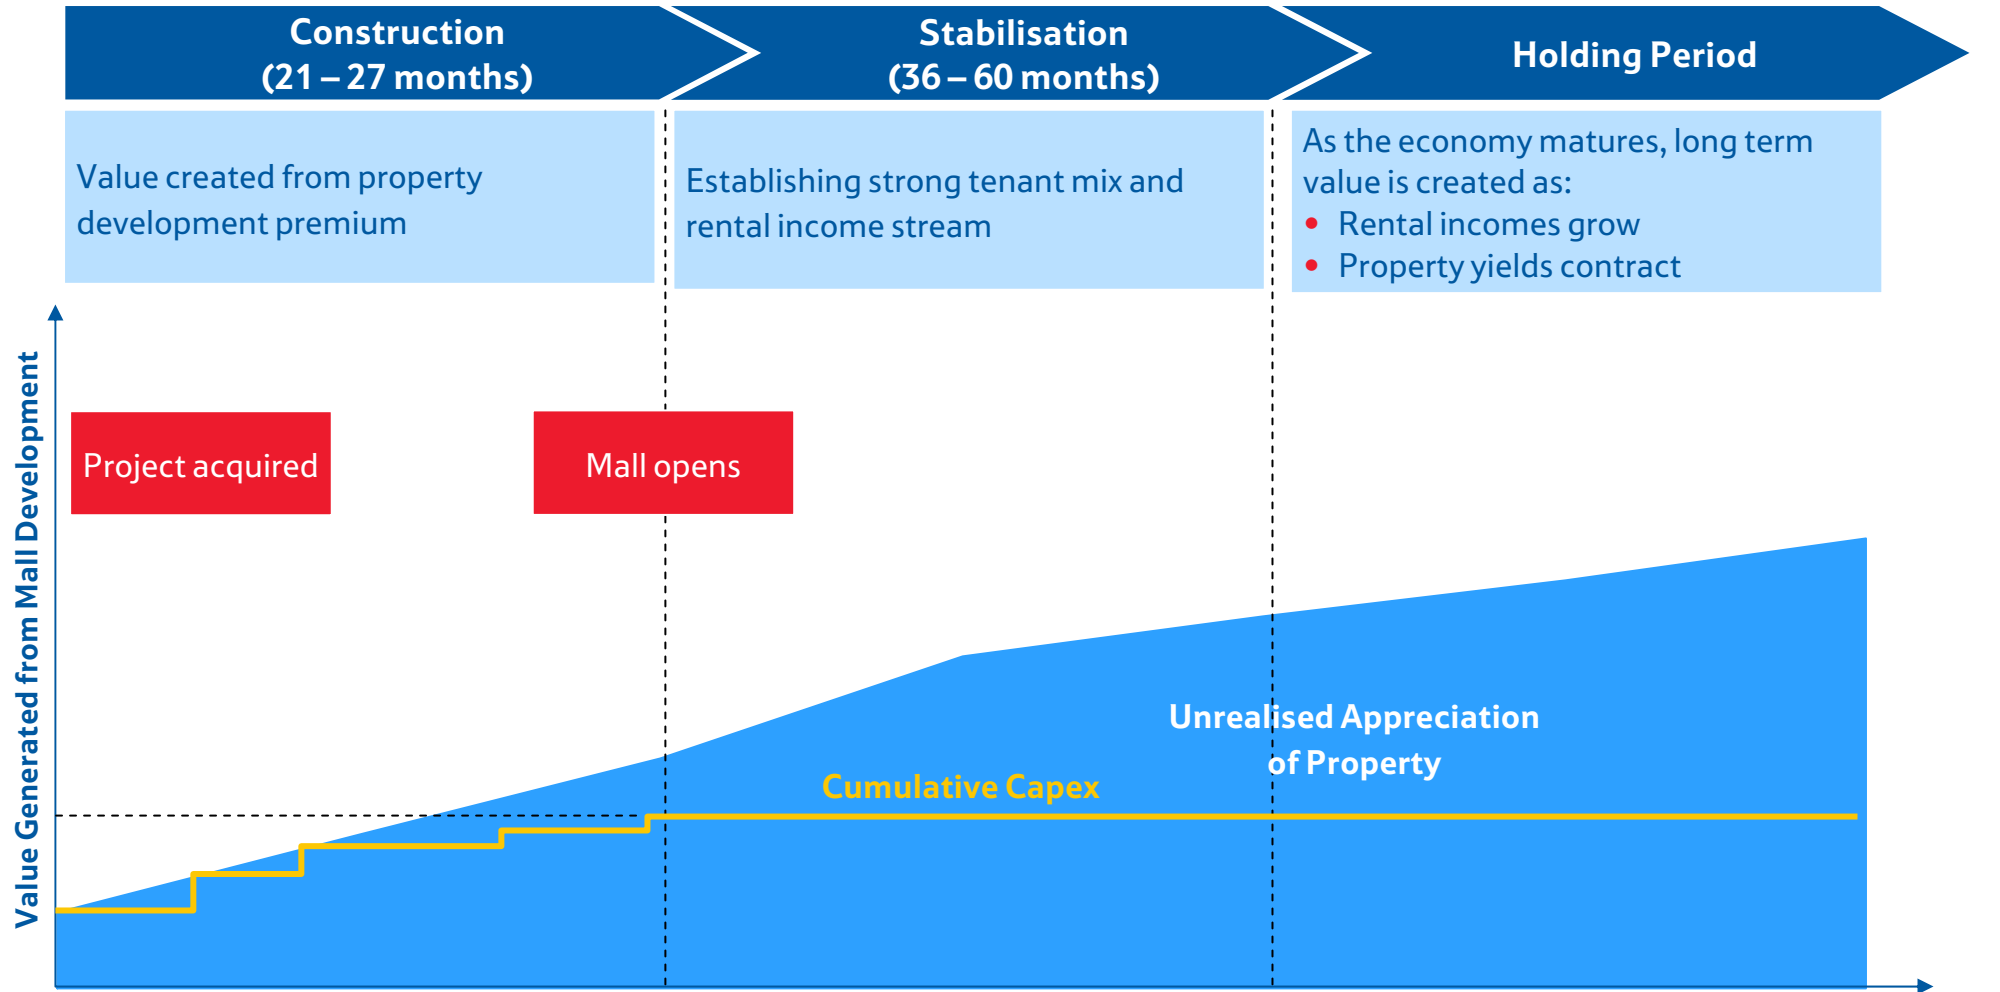 Construction
(21 – 27 months)
Stabilisation
(36 – 60 months)
Holding Period
Value created from property
development premium
Establishing strong tenant mix and
rental income stream
As the economy matures, long term
value is created as:
• Rental incomes grow
• Property yields contract
Value Generated from Mall Development
Project acquired
Mall opens
Unrealised Appreciation
of Property
Cumulative Capex